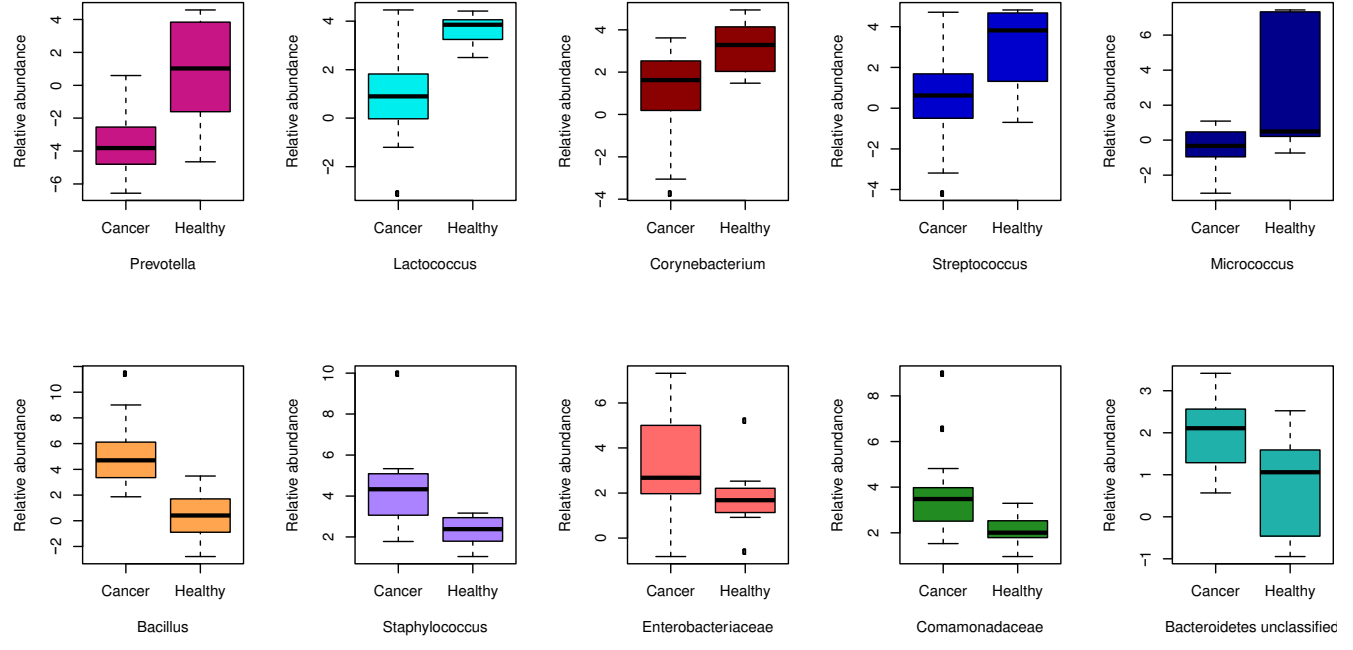 Relative abundance
4
2
0
−2
−4
−6
Cancer Healthy
Prevotella
Relative abundance
4
2
0
−2
Cancer Healthy
Lactococcus
Relative abundance
4
2
0
−2
−4
Cancer Healthy
Corynebacterium
Relative abundance
4
2
0
−2
−4
Cancer Healthy
Streptococcus
Relative abundance
6
4
2
0
−2
Cancer Healthy
Micrococcus
Relative abundance
10
8
6
4
2
0
−2
Cancer Healthy
Bacillus
Relative abundance
10
8
6
4
2
Cancer Healthy
Staphylococcus
Relative abundance
6
4
2
0
Cancer Healthy
Enterobacteriaceae
Relative abundance
8
6
4
2
Cancer Healthy
Comamonadaceae
Relative abundance
3
2
1
0
−1
Cancer Healthy
Bacteroidetes unclassified